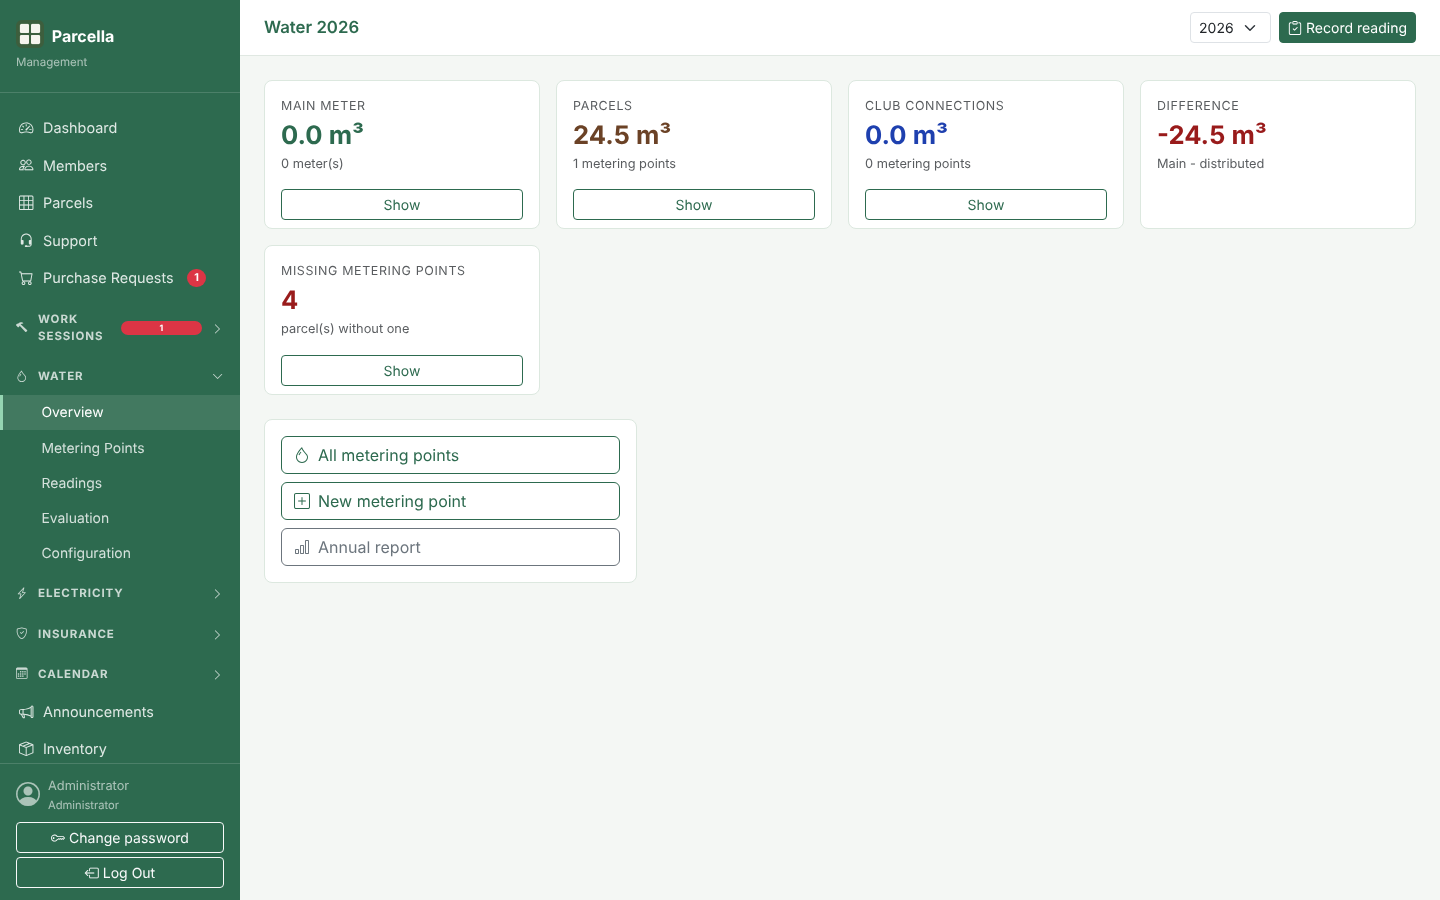 Parcella
Management
Dashboard
Members
Parcels
Support
Purchase Requests 1
WORK SESSIONS 1
WATER
Overview
Metering Points
Readings
Evaluation
Configuration
ELECTRICITY
INSURANCE
CALENDAR
Announcements
Inventory
Administrator
Administrator
Change password
Log Out
Water 2026
2026
Record reading
MAIN METER
0.0 m³
0 meter(s)
Show
PARCELS
24.5 m³
1 metering points
Show
CLUB CONNECTIONS
0.0 m³
0 metering points
Show
DIFFERENCE
-24.5 m³
Main - distributed
MISSING METERING POINTS
4
parcel(s) without one
Show
All metering points
New metering point
Annual report